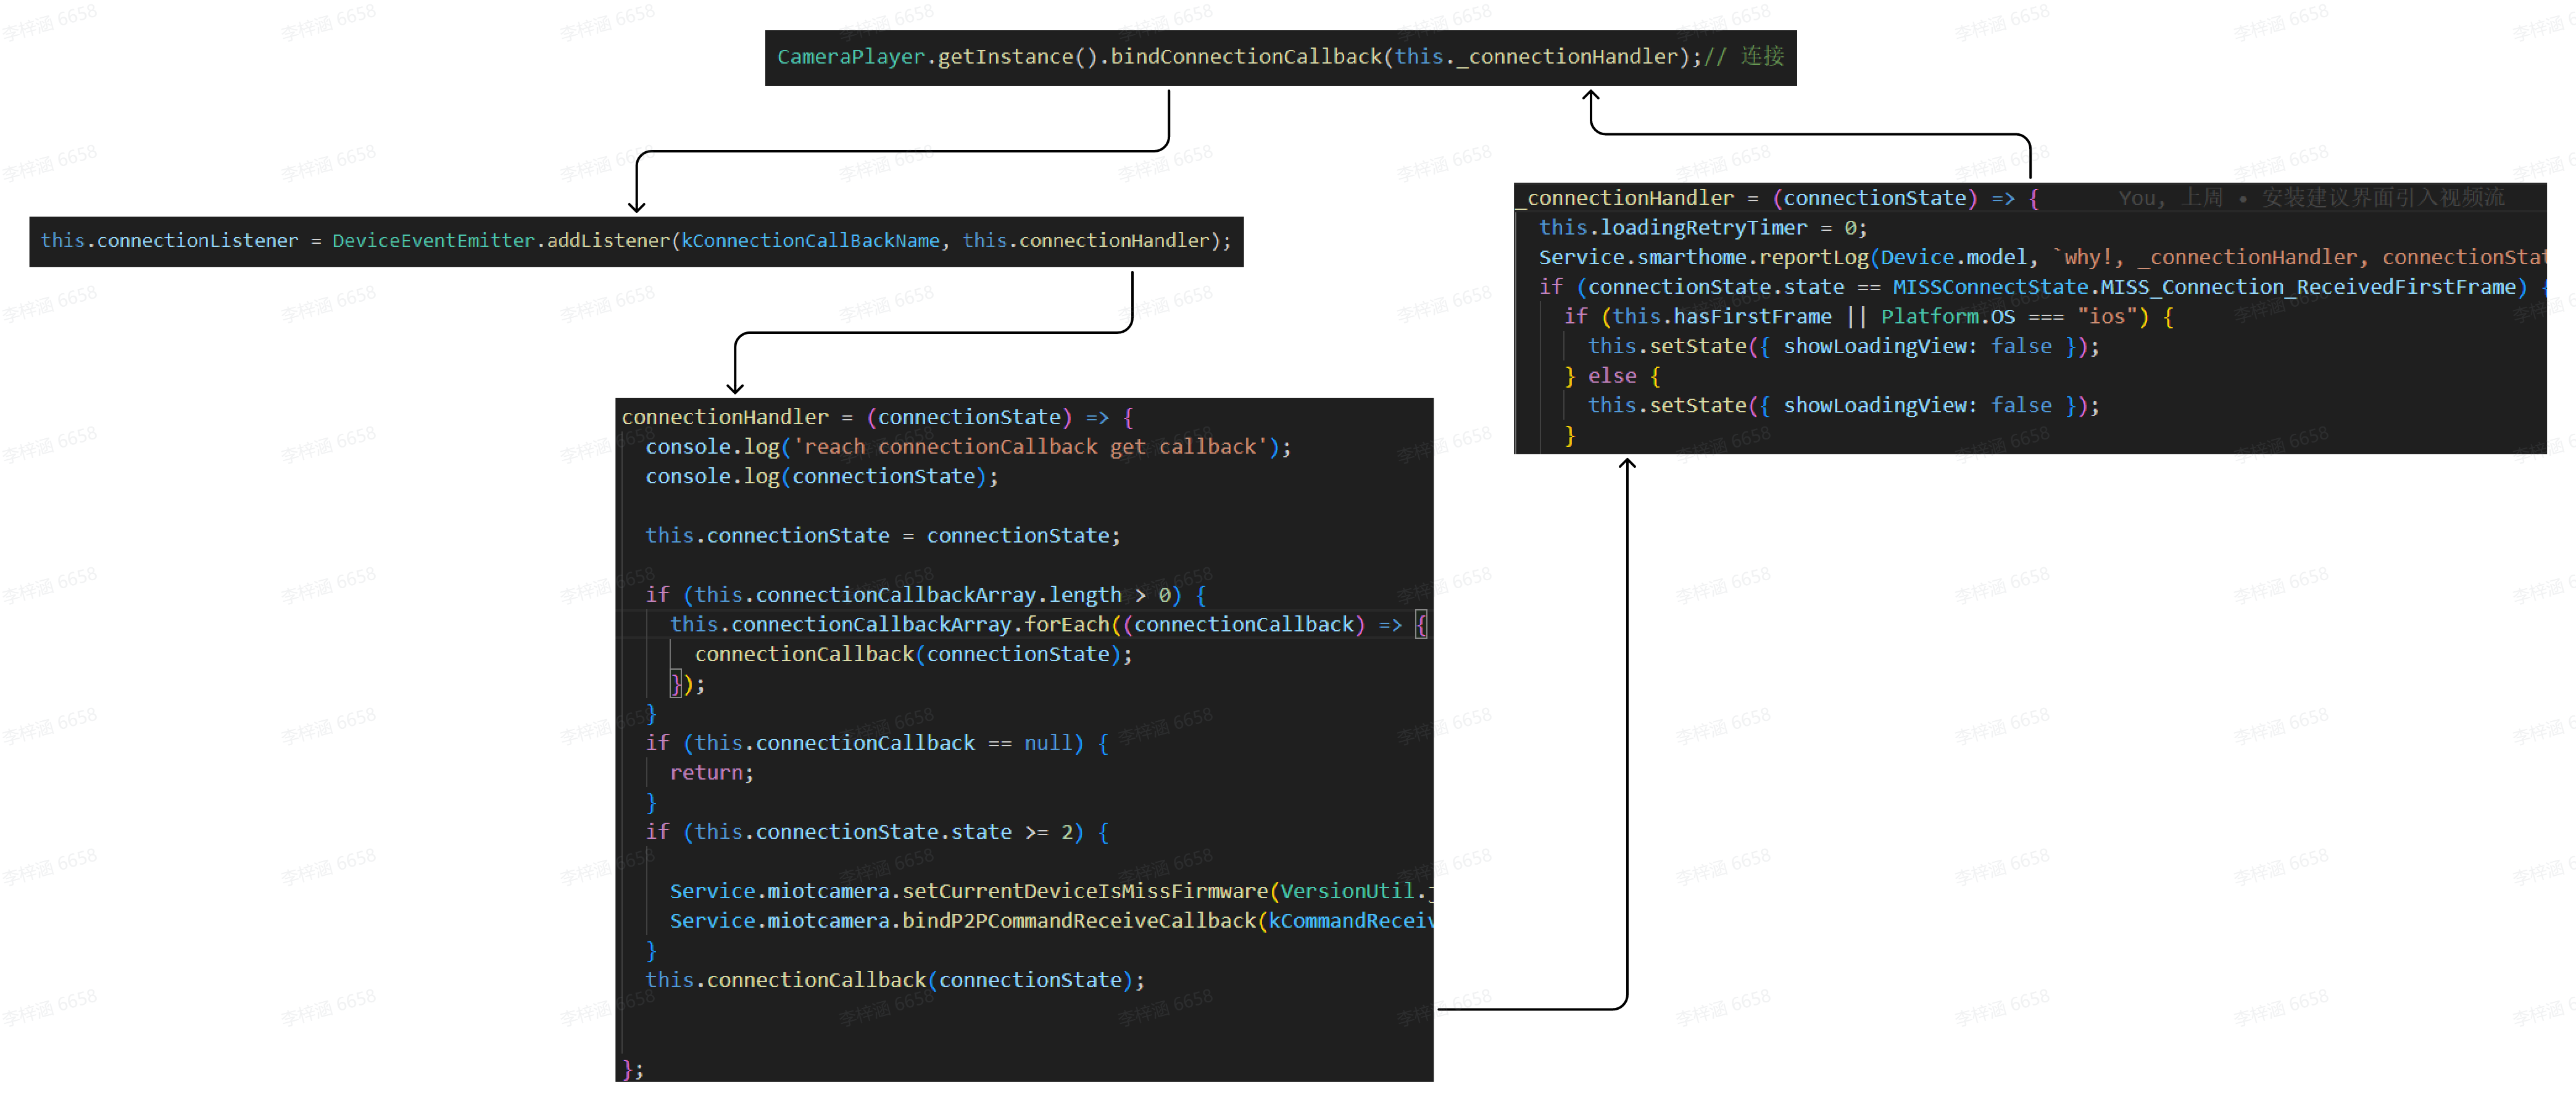 CameraPlayer.getInstance().bindConnectionCallback(this._connectionHandler);// 连接
this.connectionListener = DeviceEventEmitter.addListener(kConnectionCallBackName, this.connectionHandler);
connectionHandler = (connectionState) => {
console.log('reach connectionCallback get callback');
console.log(connectionState);
this.connectionState = connectionState;
if (this.connectionCallbackArray.length > 0) {
this.connectionCallbackArray.forEach((connectionCallback) => {
connectionCallback(connectionState);
});
}
if (this.connectionCallback == null) {
return;
}
if (this.connectionState.state >= 2) {
Service.miotcamera.setCurrentDeviceIsMissFirmware(VersionUtil.
Service.miotcamera.bindP2PCommandReceiveCallback(kCommandReceiv
}
this.connectionCallback(connectionState);
};
_connectionHandler = (connectionState) => { You, 上周 • 安装建议界面引入视频流
this.loadingRetryTimer = 0;
Service.smarthome.reportLog(Device.model, `why!, _connectionHandler, connectionStat
if (connectionState.state == MISSConnectState.MISS_Connection_ReceivedFirstFrame) {
if (this.hasFirstFrame || Platform.OS === "ios") {
this.setState({ showLoadingView: false });
} else {
this.setState({ showLoadingView: false });
}
李梓涵 6658